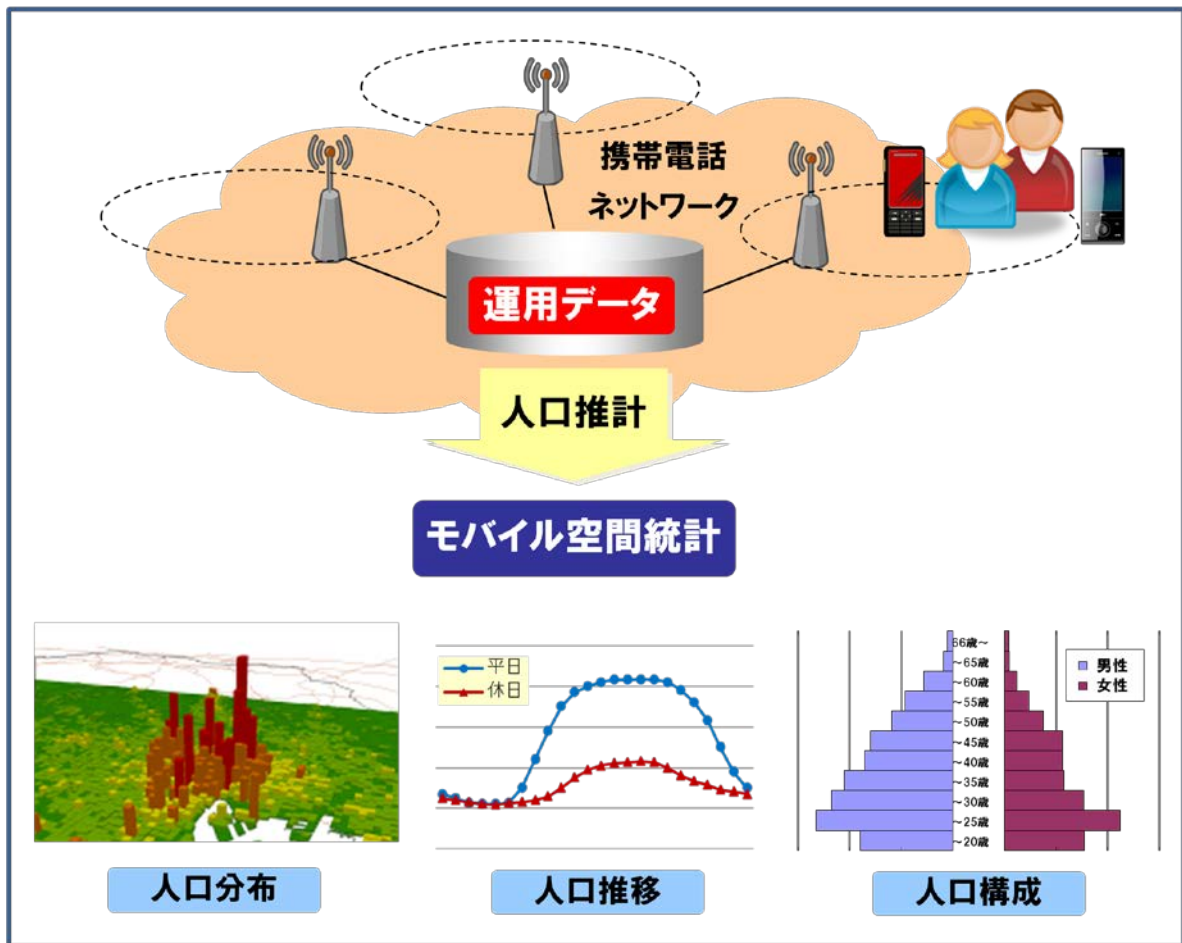 携帯電話
ネットワーク
運用データ
人口推計
モバイル空間統計
平日
休日
66歳～
～65歳
～60歳
～55歳
～50歳
～45歳
～40歳
～35歳
～30歳
～25歳
～20歳
男性
女性
人口分布
人口推移
人口構成